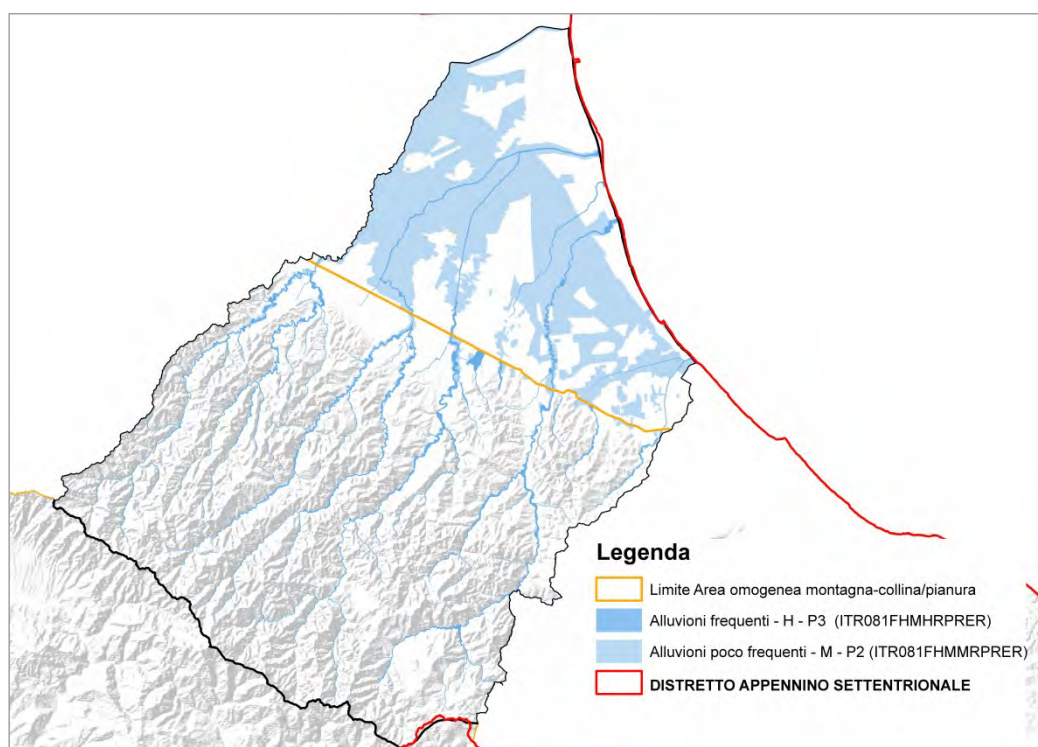 Legenda
Limite Area omogenea montagna-collina/pianura
Alluvioni frequenti - H - P3 (ITR081FHMHRPRER)
Alluvioni poco frequenti - M - P2 (ITR081FHMMRPRER)
DISTRETTO APPENNINO SETTENTRIONALE